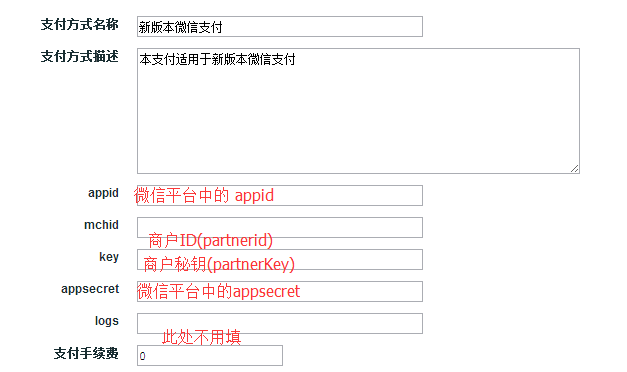 支付方式名称 新版本微信支付
支付方式描述 本支付适用于新版本微信支付
appid 微信平台中的 appid
mchid
商户ID(partnerid)
key 商户秘钥(partnerKey)
appsecret 微信平台中的appsecret
logs
此处不用填
支付手续费 0